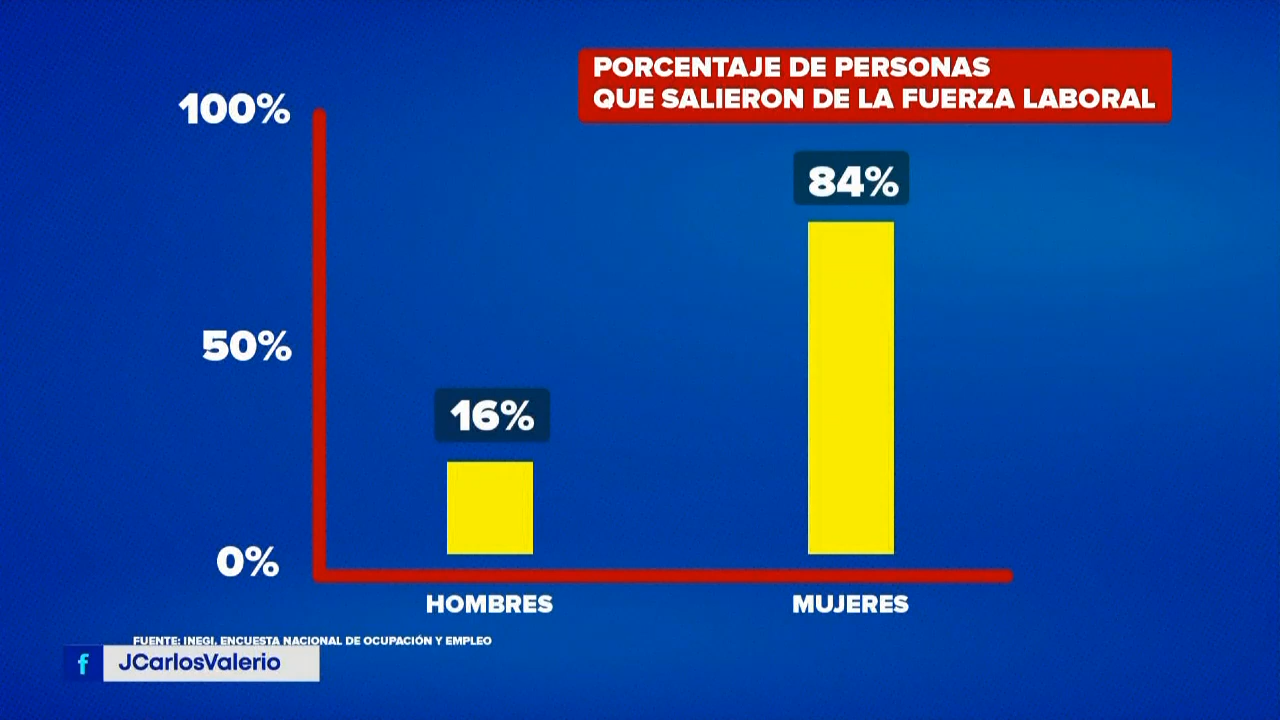 PORCENTAJE DE PERSONAS
QUE SALIERON DE LA FUERZA LABORAL
100%
84%
50%
16%
0%
HOMBRES
MUJERES
FUENTE: INEGI. ENCUESTA NACIONAL DE OCUPACIÓN Y EMPLEO
f JCarlosValerio